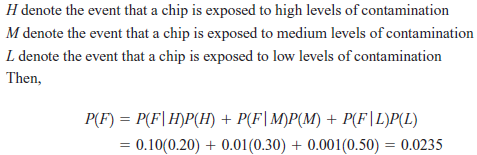 H denote the event that a chip is exposed to high levels of contamination
M denote the event that a chip is exposed to medium levels of contamination
L denote the event that a chip is exposed to low levels of contamination
Then,
P(F) = P(F|H)P(H) + P(F|M)P(M) + P(F|L)P(L)
= 0.10(0.20) + 0.01(0.30) + 0.001(0.50) = 0.0235